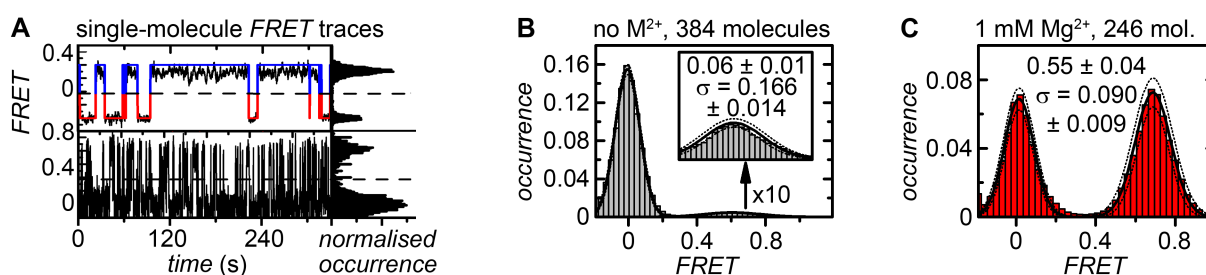 A single-molecule FRET traces
FRET
0.4
0
0.8
0.4
0
0 120 240
time (s)
normalised
occurrence
B no M²⁺, 384 molecules
occurrence
0.16
0.12
0.08
0.04
0
0.06 ± 0.01
σ = 0.166
± 0.014
x10
0 0.4 0.8
FRET
C 1 mM Mg²⁺, 246 mol.
occurrence
0.08
0.04
0
0.55 ± 0.04
σ = 0.090
± 0.009
0 0.4 0.8
FRET